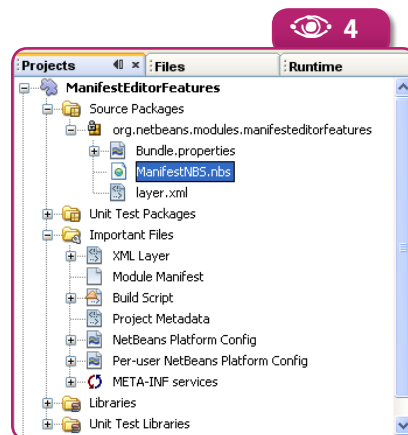 4
Projects Files Runtime
ManifestEditorFeatures
Source Packages
org.netbeans.modules.manifesteditorfeatures
Bundle.properties
ManifestNBS.nbs
layer.xml
Unit Test Packages
Important Files
XML Layer
Module Manifest
Build Script
Project Metadata
NetBeans Platform Config
Per-user NetBeans Platform Config
META-INF services
Libraries
Unit Test Libraries